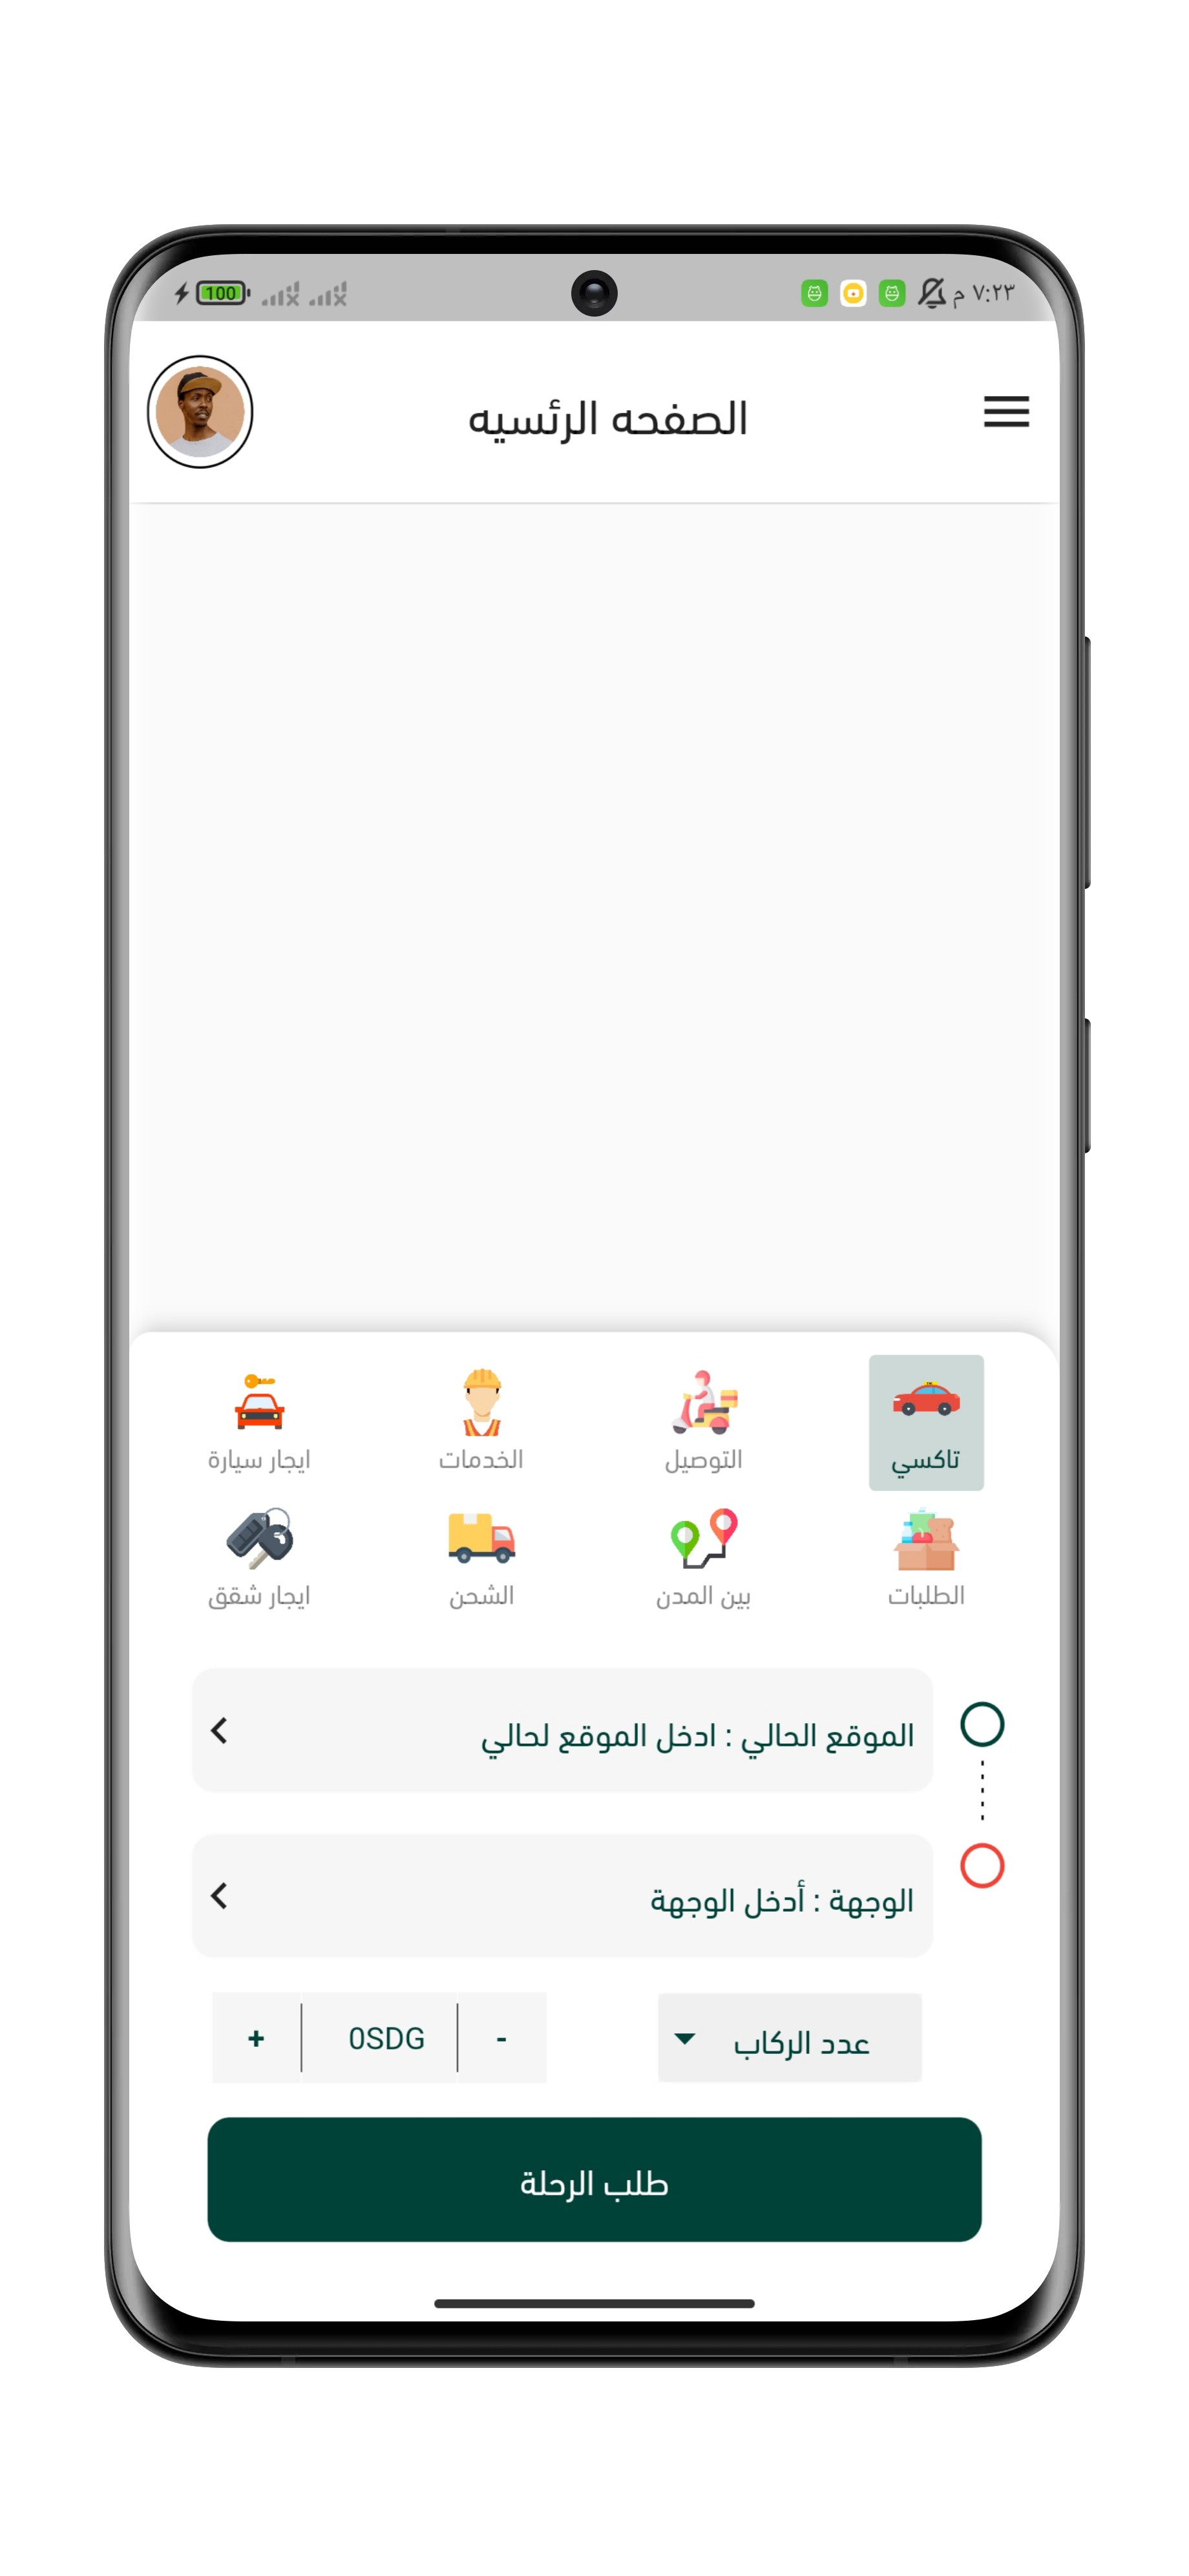 ٧:٢٣ م
100
الصفحه الرئسيه
تاكسي
التوصيل
الخدمات
ايجار سيارة
الطلبات
بين المدن
الشحن
ايجار شقق
الموقع الحالي : ادخل الموقع لحالي
الوجهة : أدخل الوجهة
عدد الركاب
- 0SDG +
طلب الرحلة